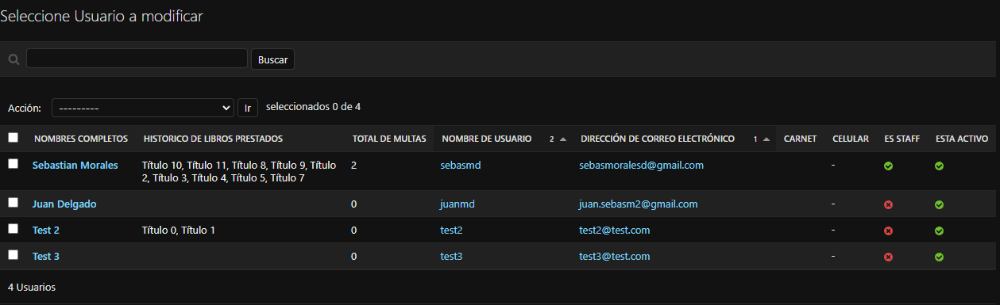 Seleccione Usuario a modificar
Buscar
Acción: --------- Ir seleccionados 0 de 4
NOMBRES COMPLETOS HISTORICO DE LIBROS PRESTADOS TOTAL DE MULTAS NOMBRE DE USUARIO 2 DIRECCIÓN DE CORREO ELECTRÓNICO 1 CARNET CELULAR ES STAFF ESTA ACTIVO
Sebastian Morales Título 10, Título 11, Título 8, Título 9, Título 2 sebasmd sebasmoralesd@gmail.com -
2, Título 3, Título 4, Título 5, Título 7
Juan Delgado 0 juanmd juan.sebasm2@gmail.com -
Test 2 Título 0, Título 1 0 test2 test2@test.com -
Test 3 0 test3 test3@test.com -
4 Usuarios